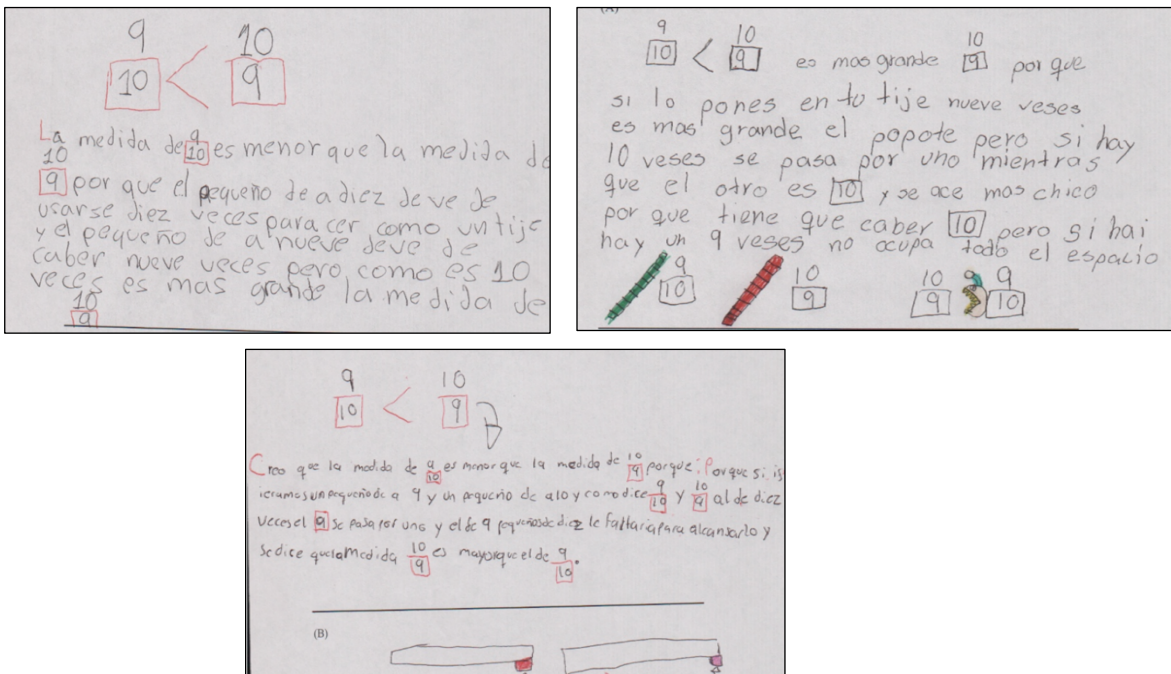 9 10
10 < 9
La medida de 9/10 es menor que la medida de
10/9 por que el pequeño de a diez deve de
usarse diez veces para cer como un tije
y el pequeño de a nueve deve de
caber nueve veces pero como es 10
veces es mas grande la medida de
10/9
(A)
9/10 < 10/9 es mas grande 10/9 por que
si lo pones en tu tije nueve veses
es mas grande el popote pero si hay
10 veses se pasa por uno mientras
que el otro es 10 y se ace mas chico
por que tiene que caber 10 pero si hai
hay un 9 veses no ocupa todo el espacio
9/10 10/9 10/9 9/10
9 10
10 < 9
Creo que la medida de 9/10 es menor que la medida de 10/9 porque: Porque si is
ieramos un pequeño de a 9 y un pequeño de a 10 y como dice 9/10 y 10/9 al de diez
veces el 9 se pasa por uno y el de 9 pequeños de diez le faltaria para alcansarlo y
se dice que la medida 10/9 es mayor que el de 9/10.
(B)